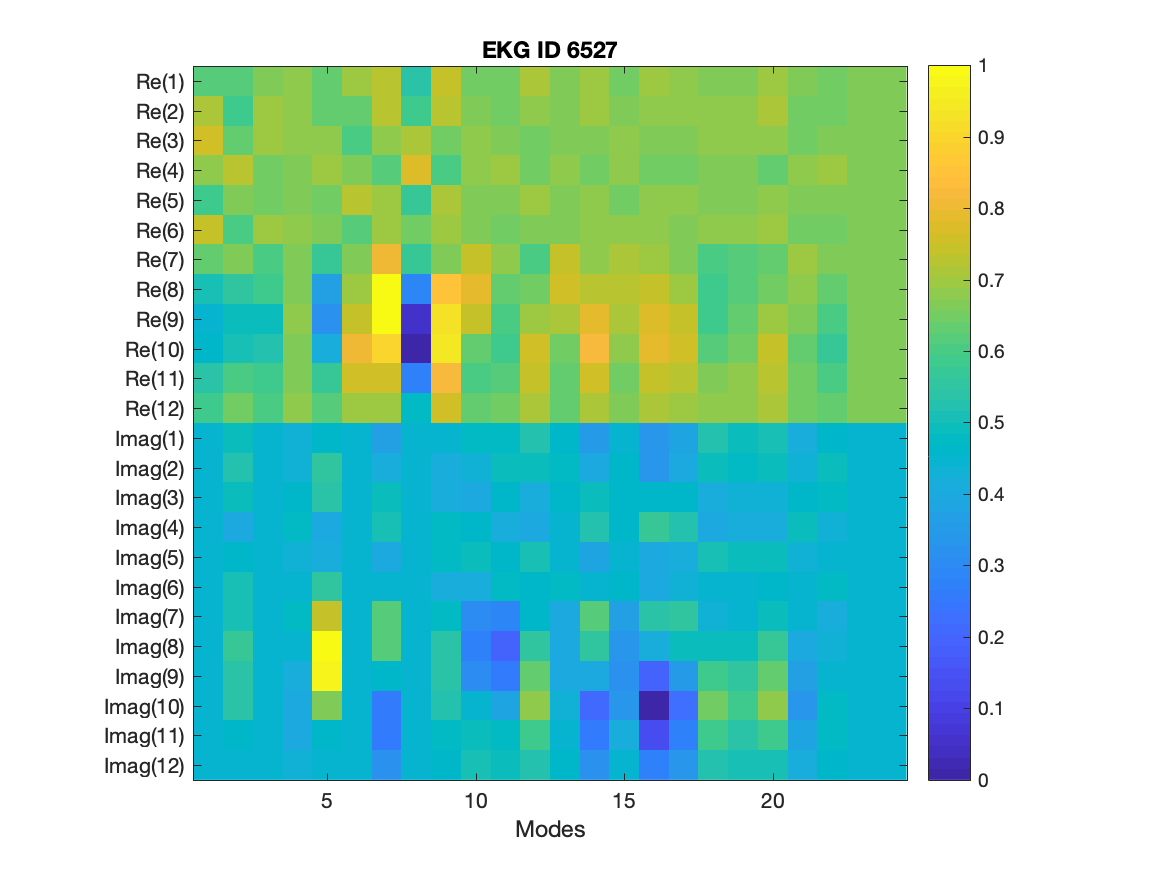 EKG ID 6527
Re(1)
Re(2)
Re(3)
Re(4)
Re(5)
Re(6)
Re(7)
Re(8)
Re(9)
Re(10)
Re(11)
Re(12)
Imag(1)
Imag(2)
Imag(3)
Imag(4)
Imag(5)
Imag(6)
Imag(7)
Imag(8)
Imag(9)
Imag(10)
Imag(11)
Imag(12)
5 10 15 20
Modes
1
0.9
0.8
0.7
0.6
0.5
0.4
0.3
0.2
0.1
0